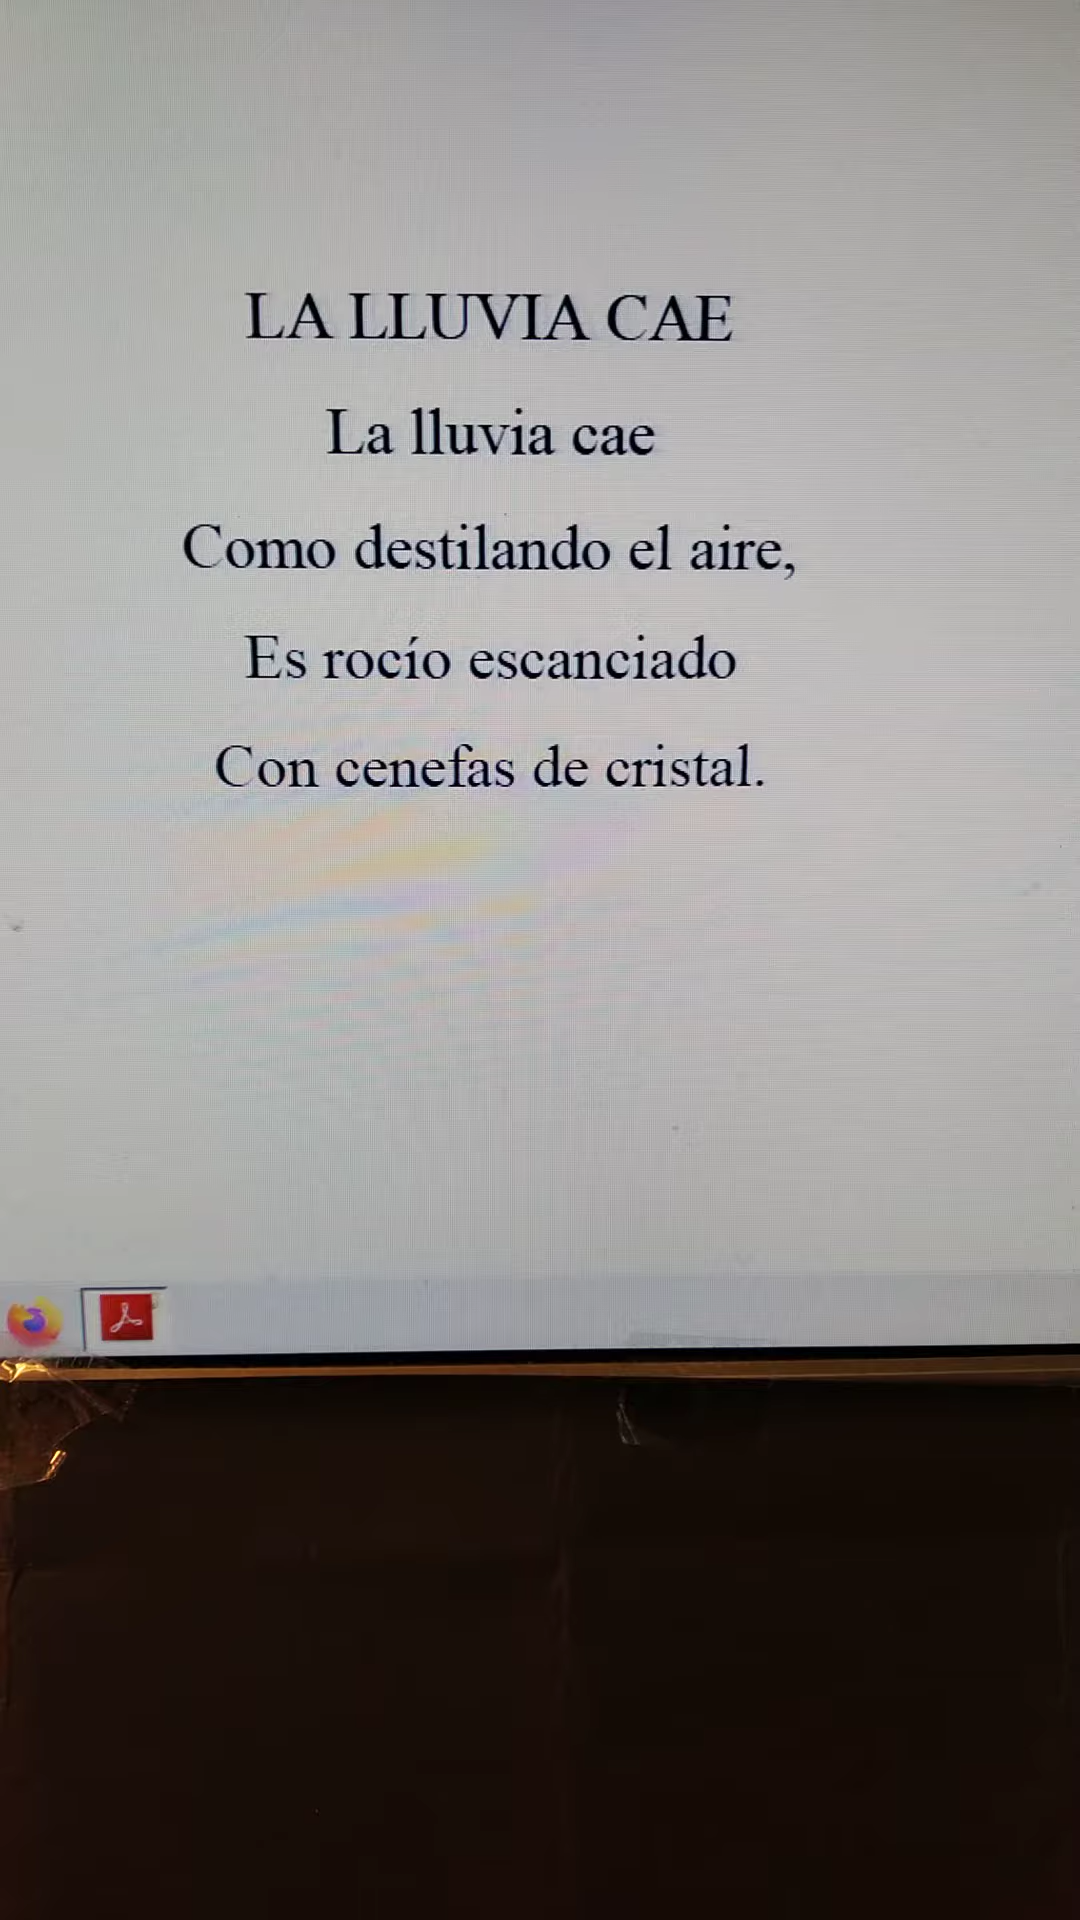 LA LLUVIA CAE
La lluvia cae
Como destilando el aire,
Es rocío escanciado
Con cenefas de cristal.